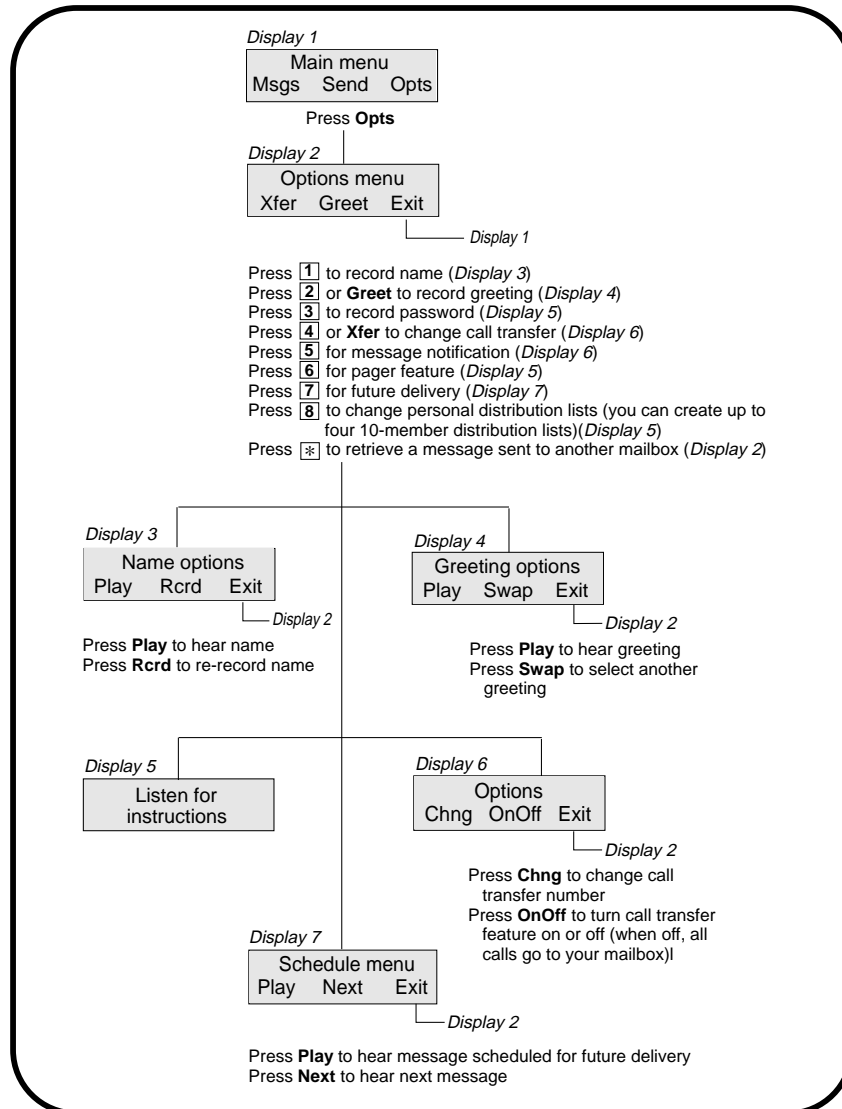 Display 1
Main menu
Msgs Send Opts
Press Opts
Display 2
Options menu
Xfer Greet Exit
Display 1
Press 1 to record name (Display 3)
Press 2 or Greet to record greeting (Display 4)
Press 3 to record password (Display 5)
Press 4 or Xfer to change call transfer (Display 6)
Press 5 for message notification (Display 6)
Press 6 for pager feature (Display 5)
Press 7 for future delivery (Display 7)
Press 8 to change personal distribution lists (you can create up to
four 10-member distribution lists)(Display 5)
Press * to retrieve a message sent to another mailbox (Display 2)
Display 3
Name options
Play Rcrd Exit
Display 2
Press Play to hear name
Press Rcrd to re-record name
Display 4
Greeting options
Play Swap Exit
Display 2
Press Play to hear greeting
Press Swap to select another
greeting
Display 5
Listen for
instructions
Display 6
Options
Chng OnOff Exit
Display 2
Press Chng to change call
transfer number
Press OnOff to turn call transfer
feature on or off (when off, all
calls go to your mailbox)l
Display 7
Schedule menu
Play Next Exit
Display 2
Press Play to hear message scheduled for future delivery
Press Next to hear next message